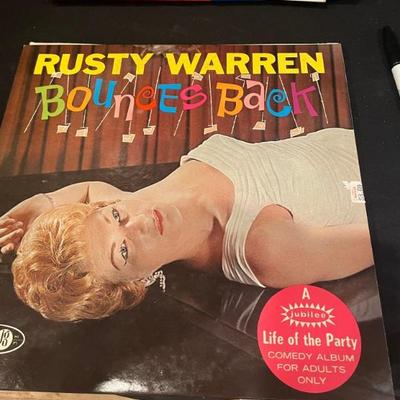 RUSTY WARREN
BOUNCES BACK
A
jubilee
Life of the Party
COMEDY ALBUM
FOR ADULTS
ONLY